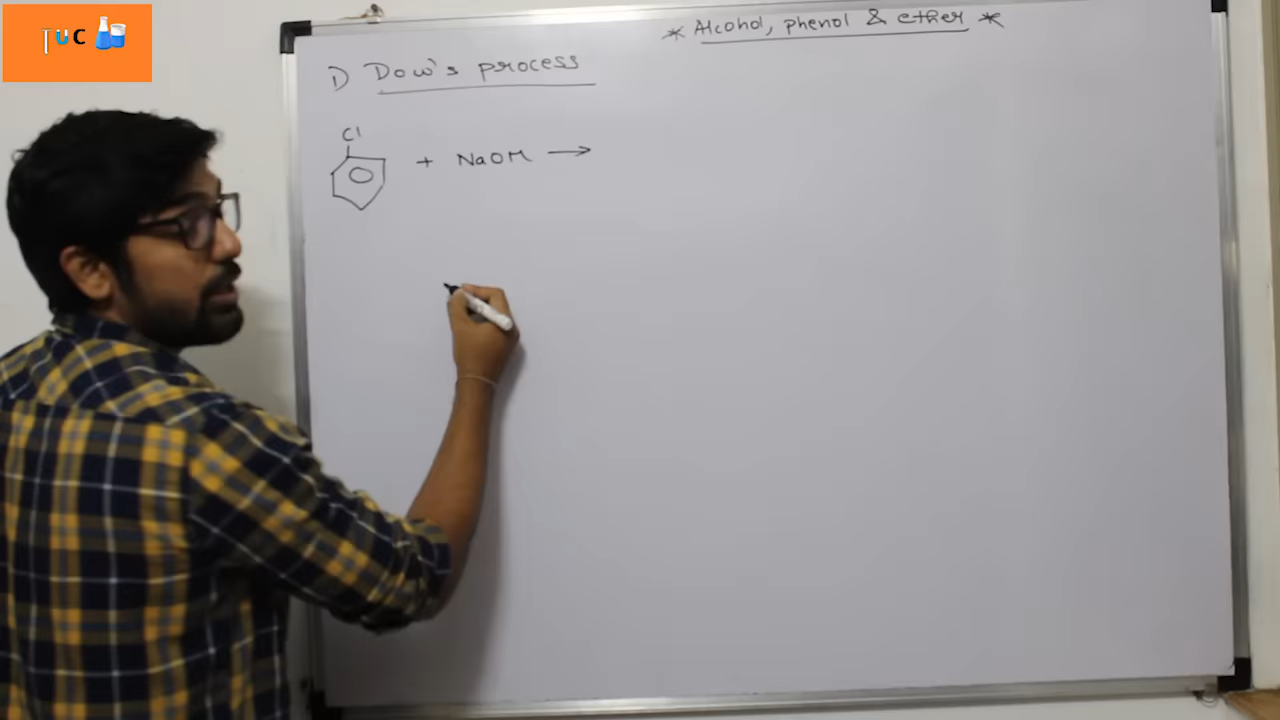 TUC
* Alcohol, phenol & ether *
1) Dow's process
Cl
+ NaOH →